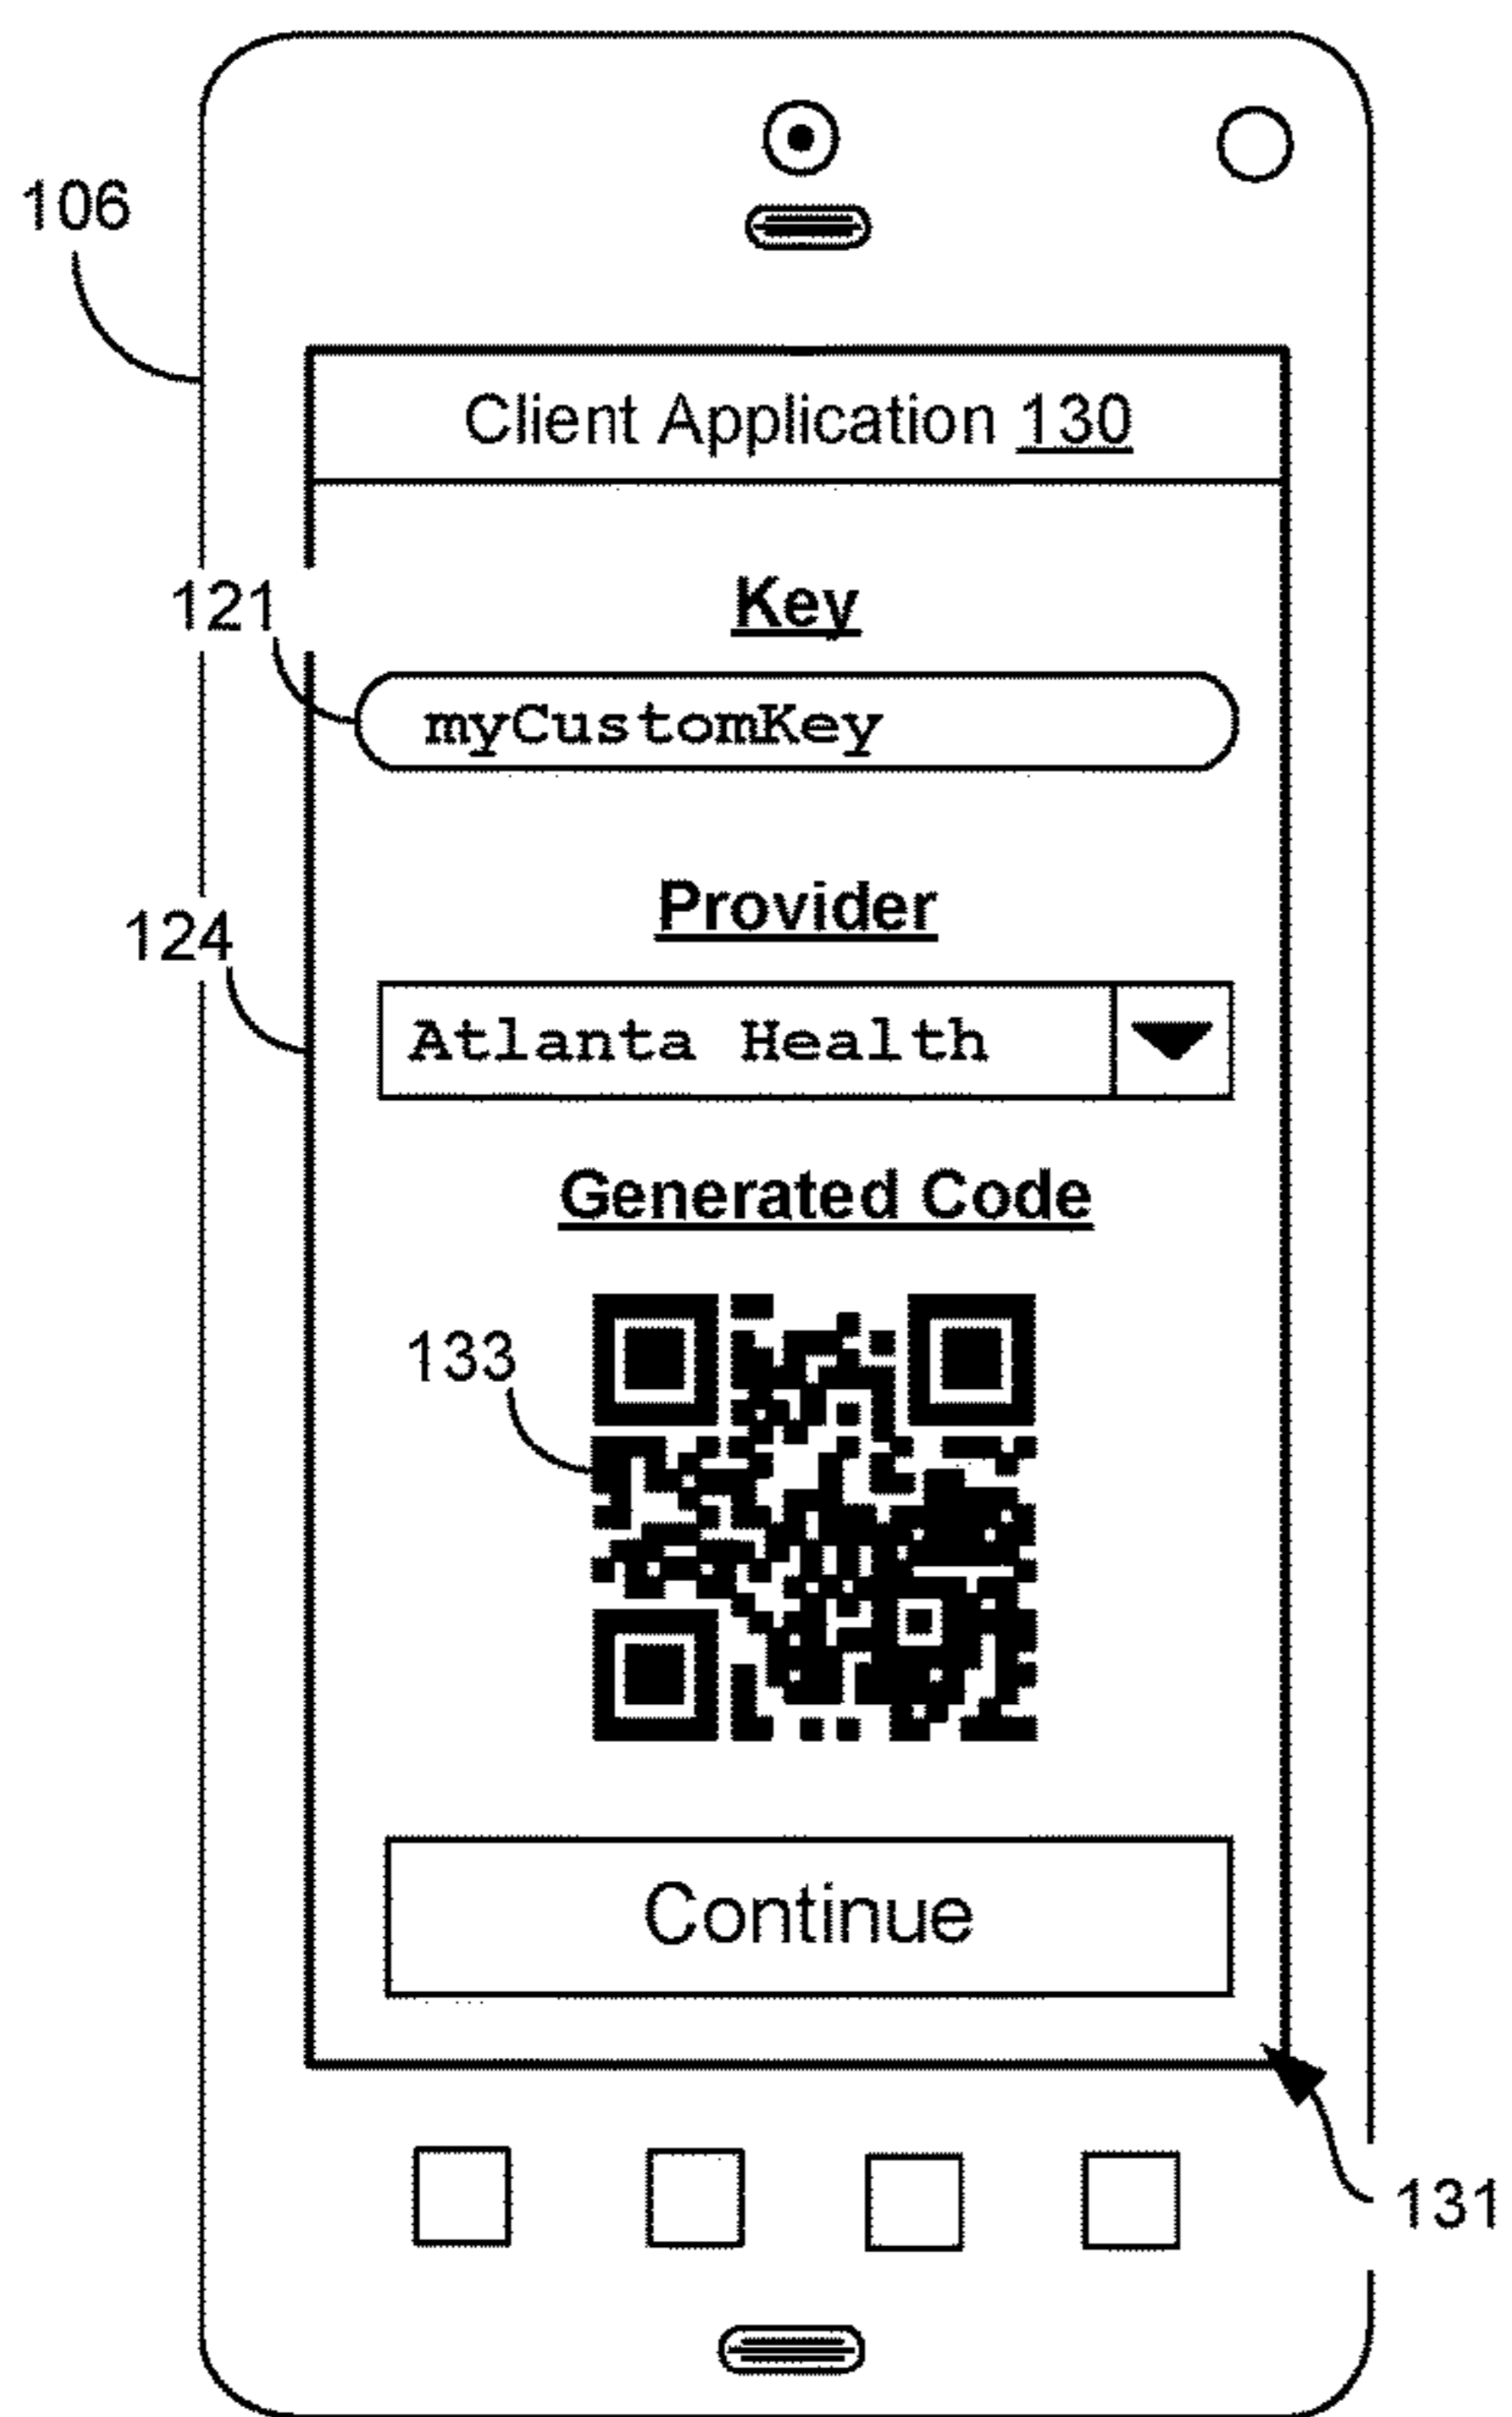 106
Client Application 130
121
Key
myCustomKey
Provider
124
Atlanta Health
Generated Code
133
Continue
131